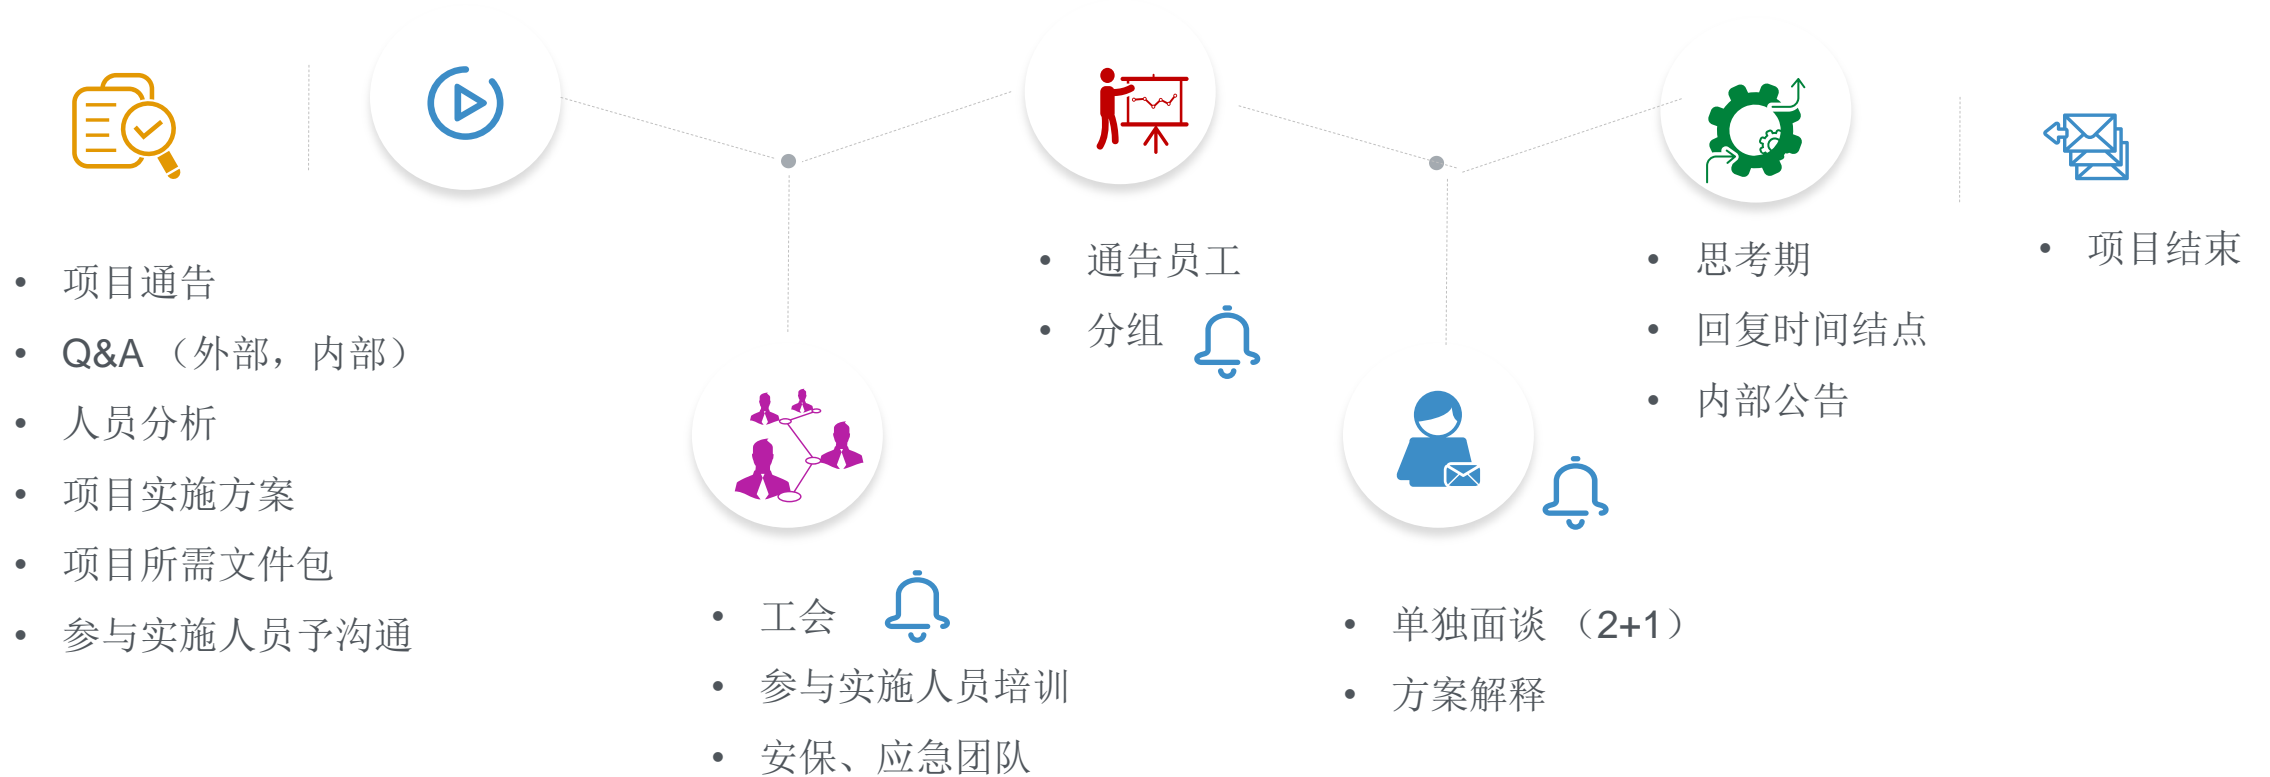 • 项目通告
• Q&A （外部，内部）
• 人员分析
• 项目实施方案
• 项目所需文件包
• 参与实施人员予沟通
• 工会
• 参与实施人员培训
• 安保、应急团队
• 通告员工
• 分组
• 单独面谈 （2+1）
• 方案解释
• 思考期
• 回复时间结点
• 内部公告
• 项目结束